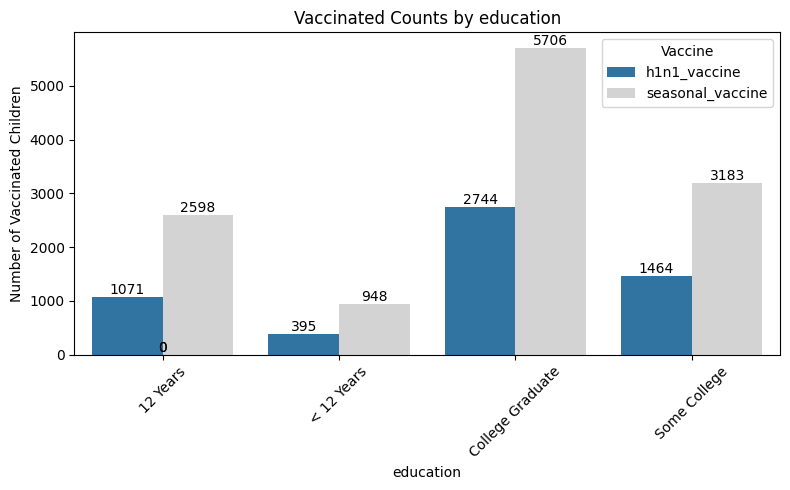 Vaccinated Counts by education
Number of Vaccinated Children
5000
4000
3000
2000
1000
0
Vaccine
h1n1_vaccine
seasonal_vaccine
1071
2598
0
395
948
2744
5706
1464
3183
12 Years
< 12 Years
College Graduate
Some College
education